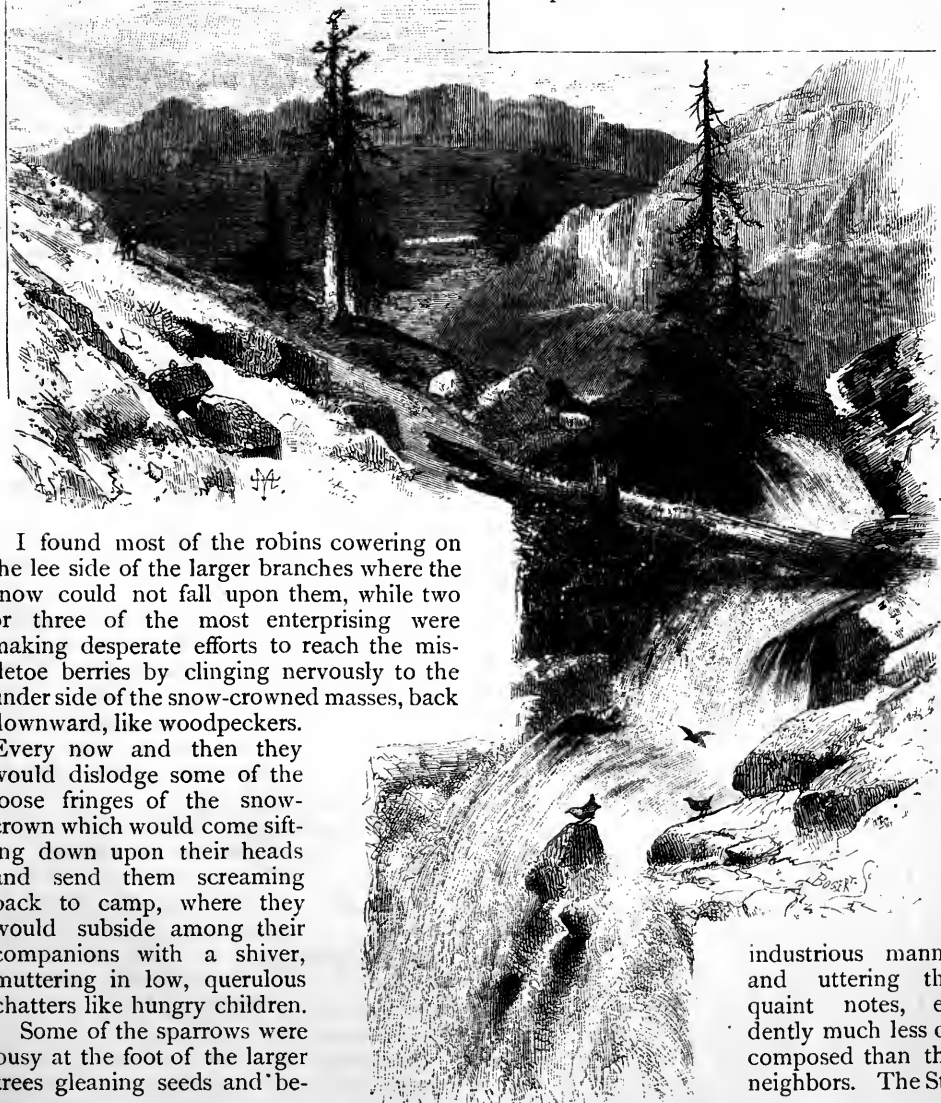 I found most of the robins cowering on
the lee side of the larger branches where the
snow could not fall upon them, while two
or three of the most enterprising were
making desperate efforts to reach the mis-
tletoe berries by clinging nervously to the
under side of the snow-crowned masses, back
downward, like woodpeckers.
Every now and then they
would dislodge some of the
loose fringes of the snow-
crown which would come sift-
ing down upon their heads
and send them screaming
back to camp, where they
would subside among their
companions with a shiver,
muttering in low, querulous
chatters like hungry children.
Some of the sparrows were
busy at the foot of the larger
trees gleaning seeds and be-
BOGERT Sc
industrious mann
and uttering th
quaint notes, e
dently much less d
composed than th
neighbors. The St